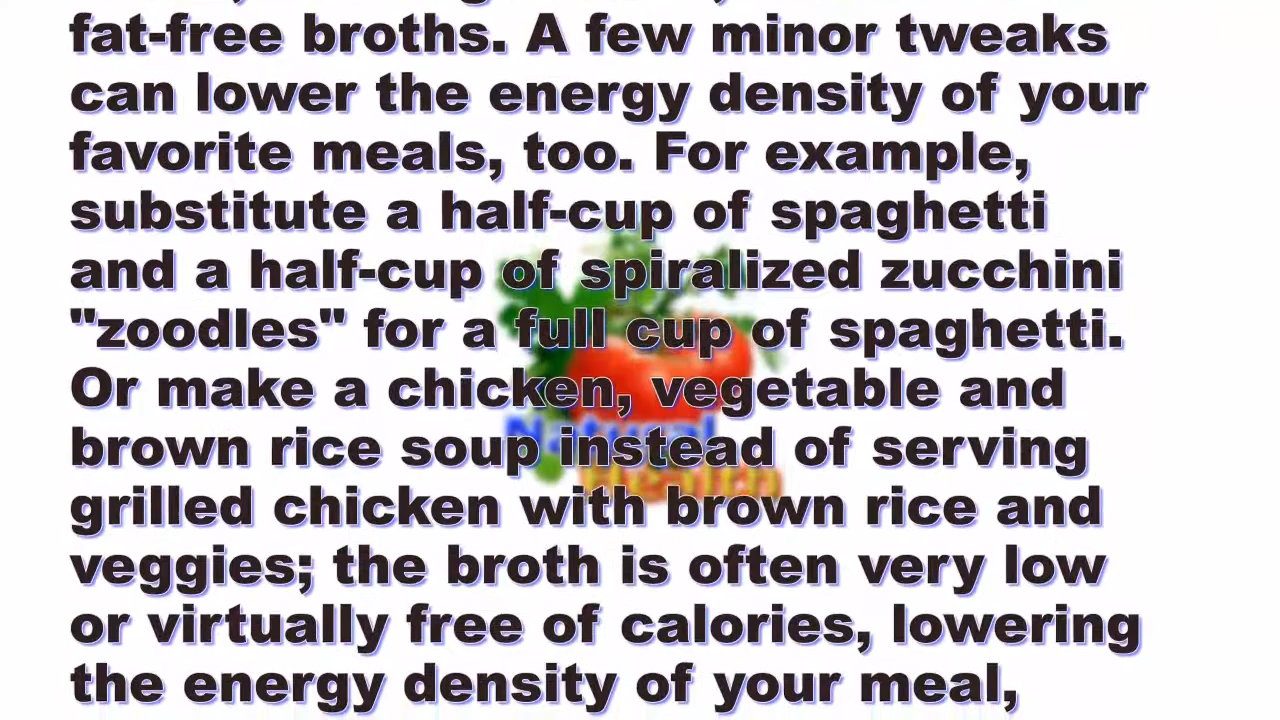 fat-free broths. A few minor tweaks
can lower the energy density of your
favorite meals, too. For example,
substitute a half-cup of spaghetti
and a half-cup of spiralized zucchini
"zoodles" for a full cup of spaghetti.
Or make a chicken, vegetable and
brown rice soup instead of serving
grilled chicken with brown rice and
veggies; the broth is often very low
or virtually free of calories, lowering
the energy density of your meal,
Natural
Health